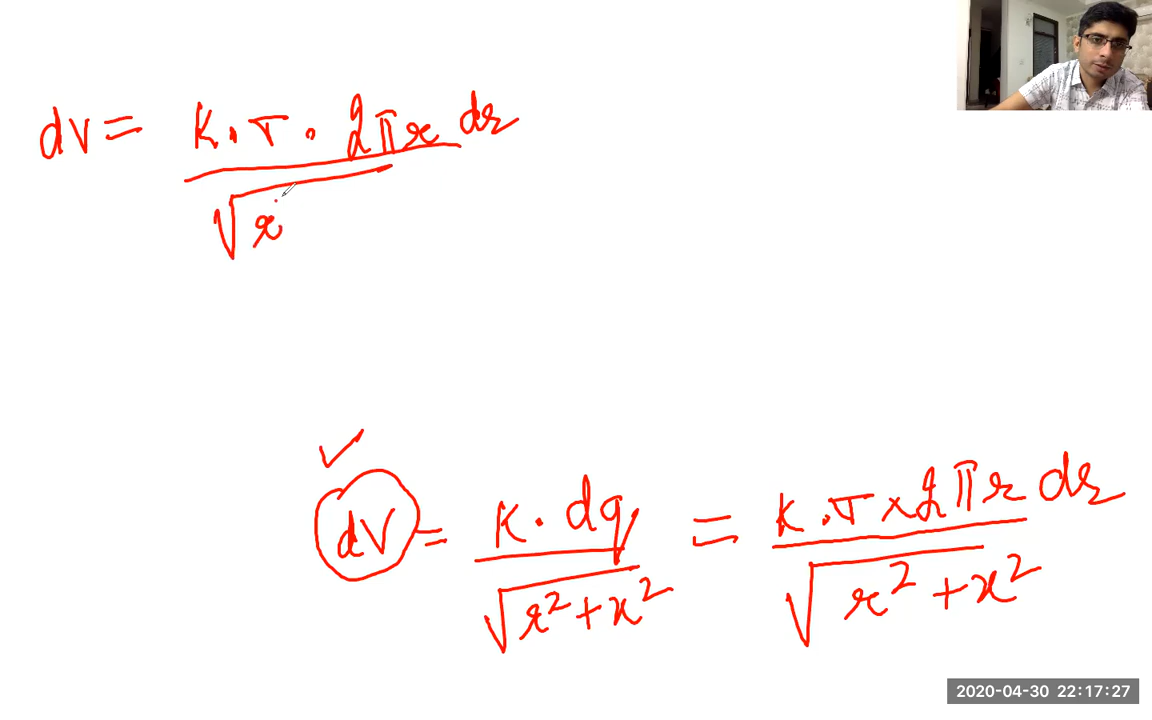 dV = K.σ.2πr dr
√r
✓
dV = K.dq = K.σ×2πr dr
√r²+x² √r²+x²
2020-04-30 22:17:27